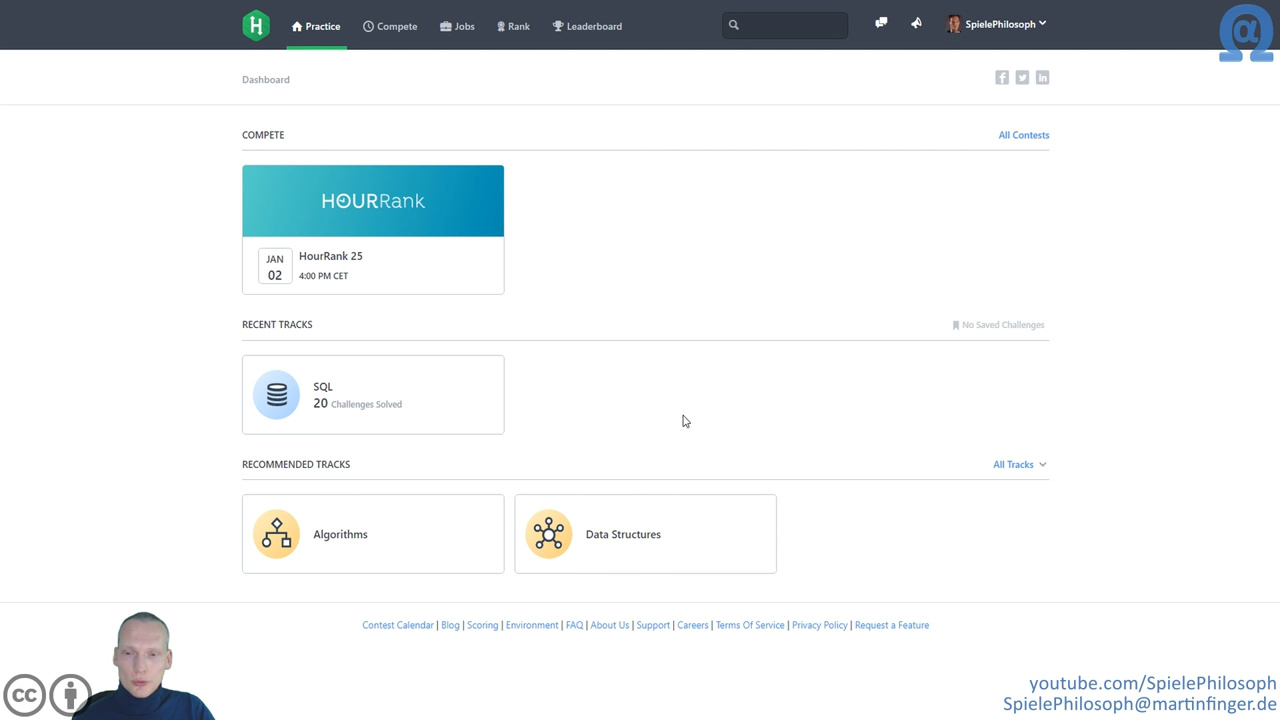 H Practice Compete Jobs Rank Leaderboard SpielePhilosoph
@
Dashboard
COMPETE All Contests
HOURRank
JAN HourRank 25
02 4:00 PM CET
RECENT TRACKS No Saved Challenges
SQL
20 Challenges Solved
RECOMMENDED TRACKS All Tracks
Algorithms Data Structures
Contest Calendar | Blog | Scoring | Environment | FAQ | About Us | Support | Careers | Terms Of Service | Privacy Policy | Request a Feature
cc youtube.com/SpielePhilosoph
SpielePhilosoph@martinfinger.de